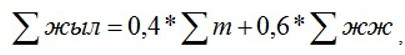 ∑ жыл = 0,4 * ∑ т + 0,6 * ∑ жж ,